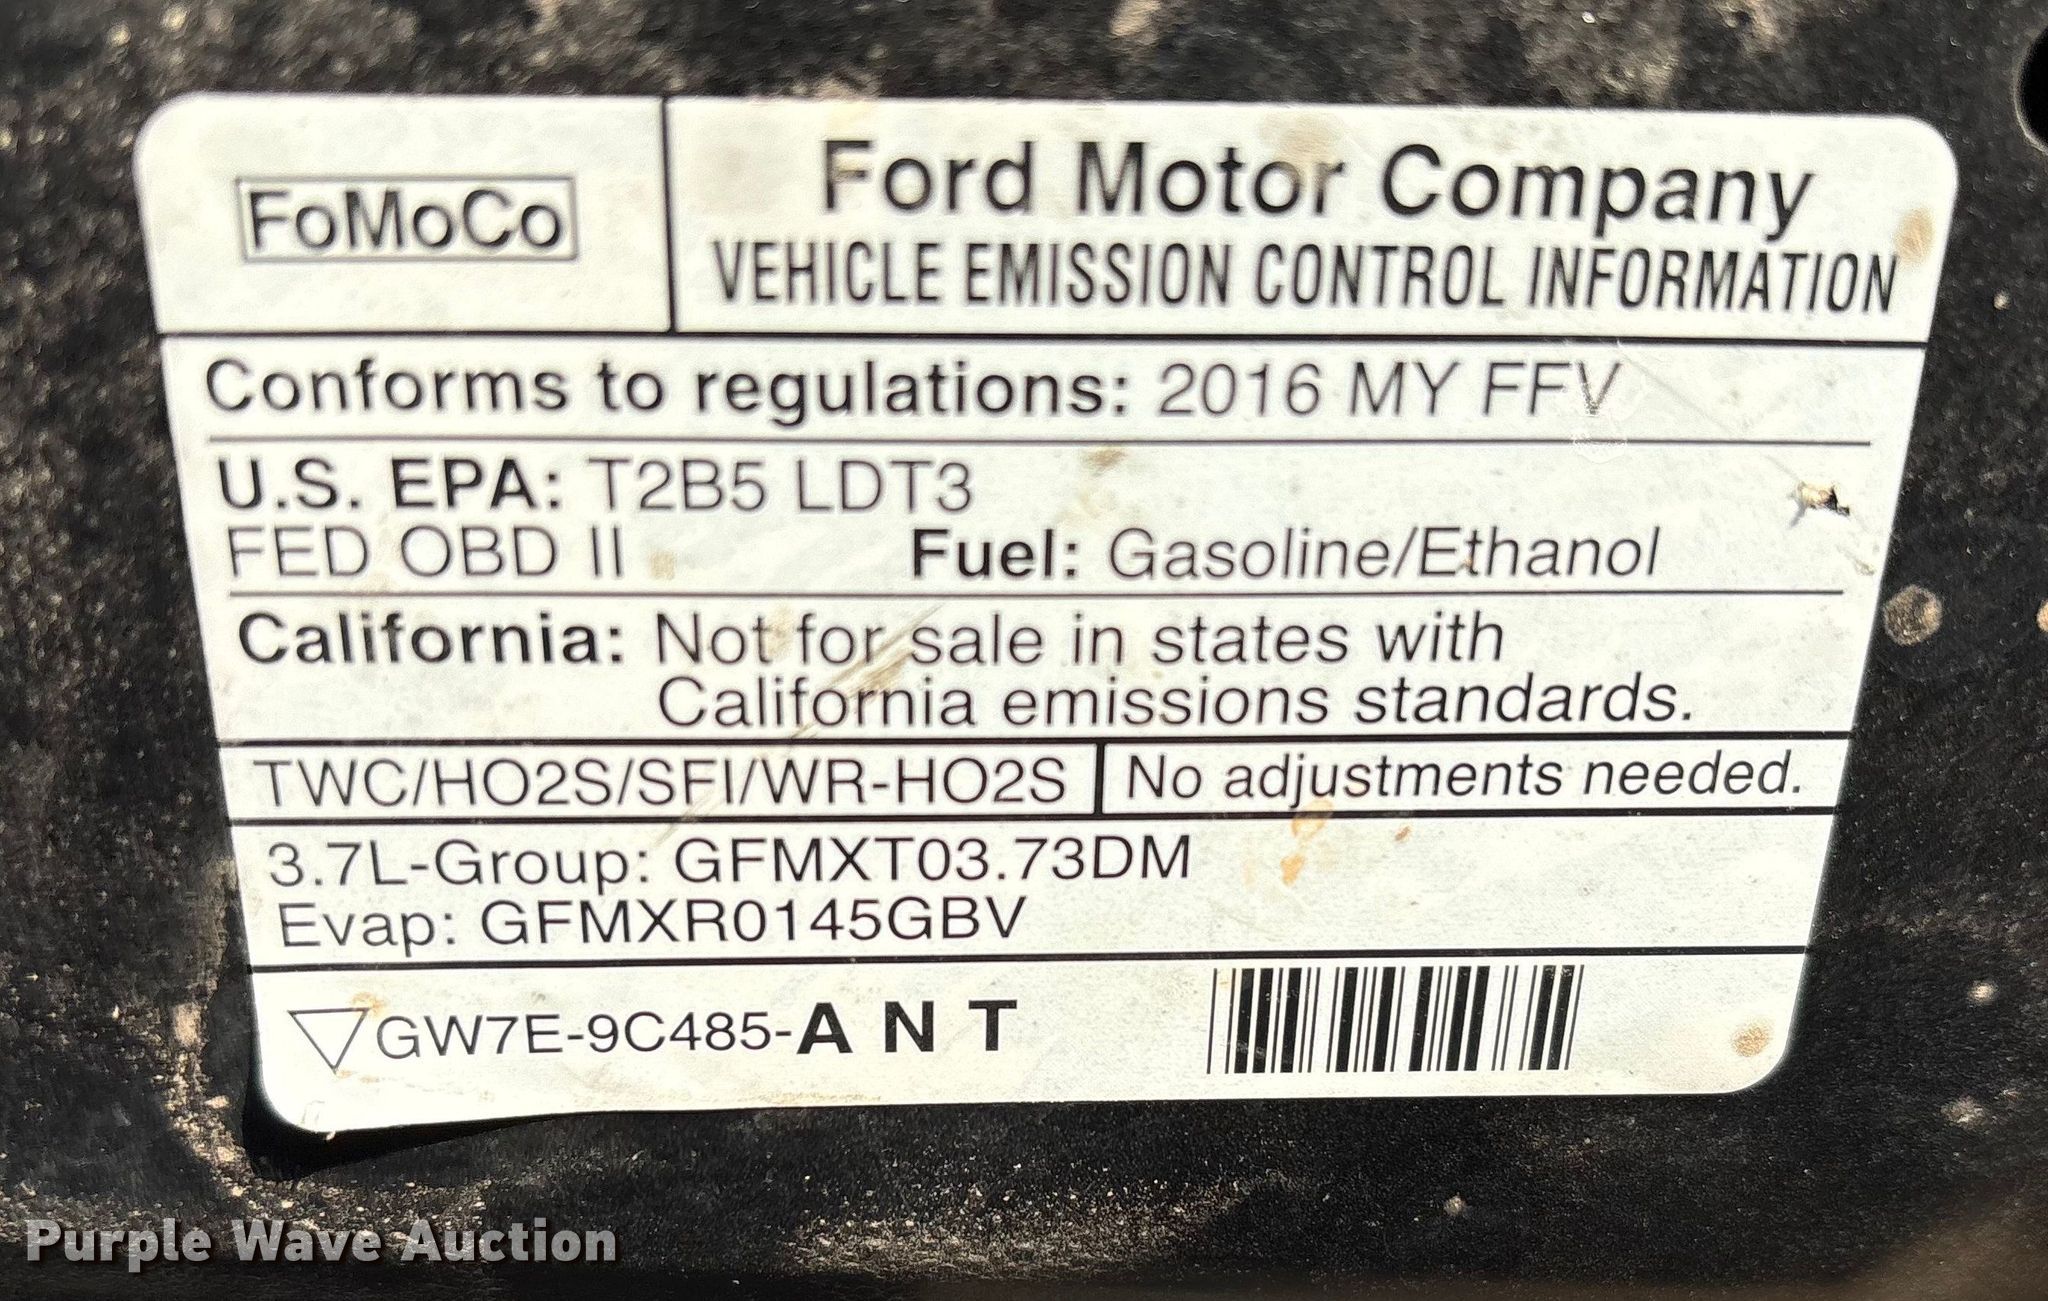 FoMoCo
Ford Motor Company
VEHICLE EMISSION CONTROL INFORMATION
Conforms to regulations: 2016 MY FFV
U.S. EPA: T2B5 LDT3
FED OBD II Fuel: Gasoline/Ethanol
California: Not for sale in states with
California emissions standards.
TWC/HO2S/SFI/WR-HO2S No adjustments needed.
3.7L-Group: GFMXT03.73DM
Evap: GFMXR0145GBV
GW7E-9C485-A N T
Purple Wave Auction